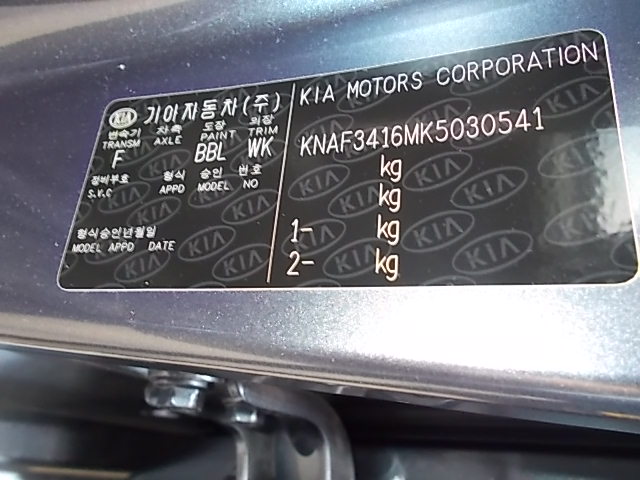 KIA 기아자동차(주)
변속기 차축 도장 의장
TRANSM AXLE PAINT TRIM
F BBL WK
정비부호 형식 승인 번호
S.V.C APPD MODEL NO
형식승인년월일
MODEL APPD DATE
KIA MOTORS CORPORATION
KNAF3416MK5030541
kg
kg
1- kg
2- kg